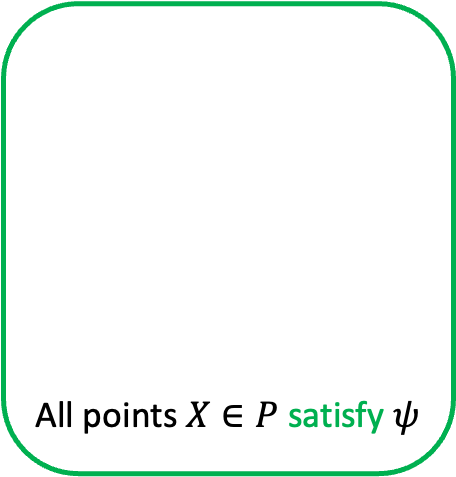 All points 𝑋 ∈ 𝑃 satisfy 𝜓